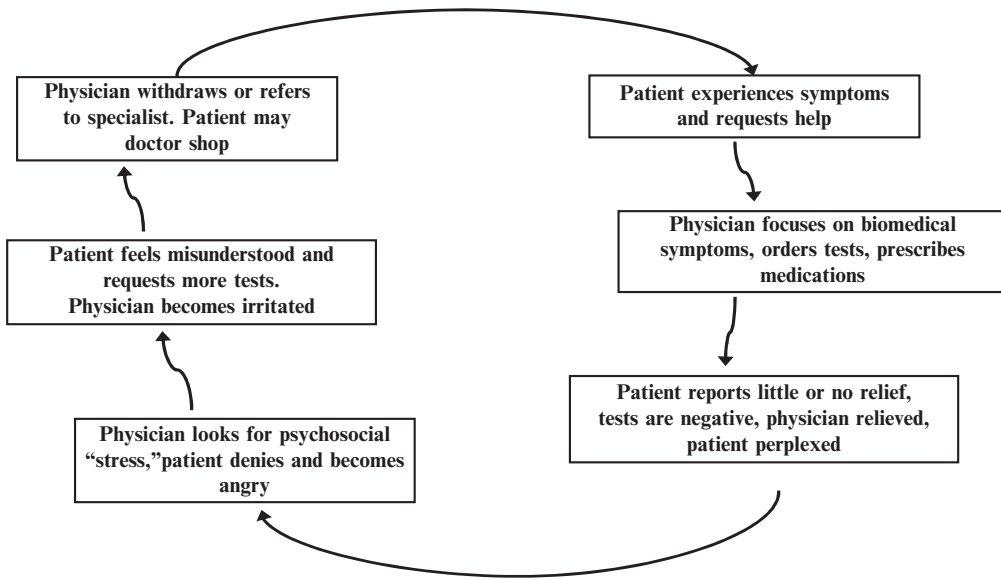 Physician withdraws or refers
to specialist. Patient may
doctor shop
Patient experiences symptoms
and requests help
Physician focuses on biomedical
symptoms, orders tests, prescribes
medications
Patient reports little or no relief,
tests are negative, physician relieved,
patient perplexed
Physician looks for psychosocial
“stress,”patient denies and becomes
angry
Patient feels misunderstood and
requests more tests.
Physician becomes irritated